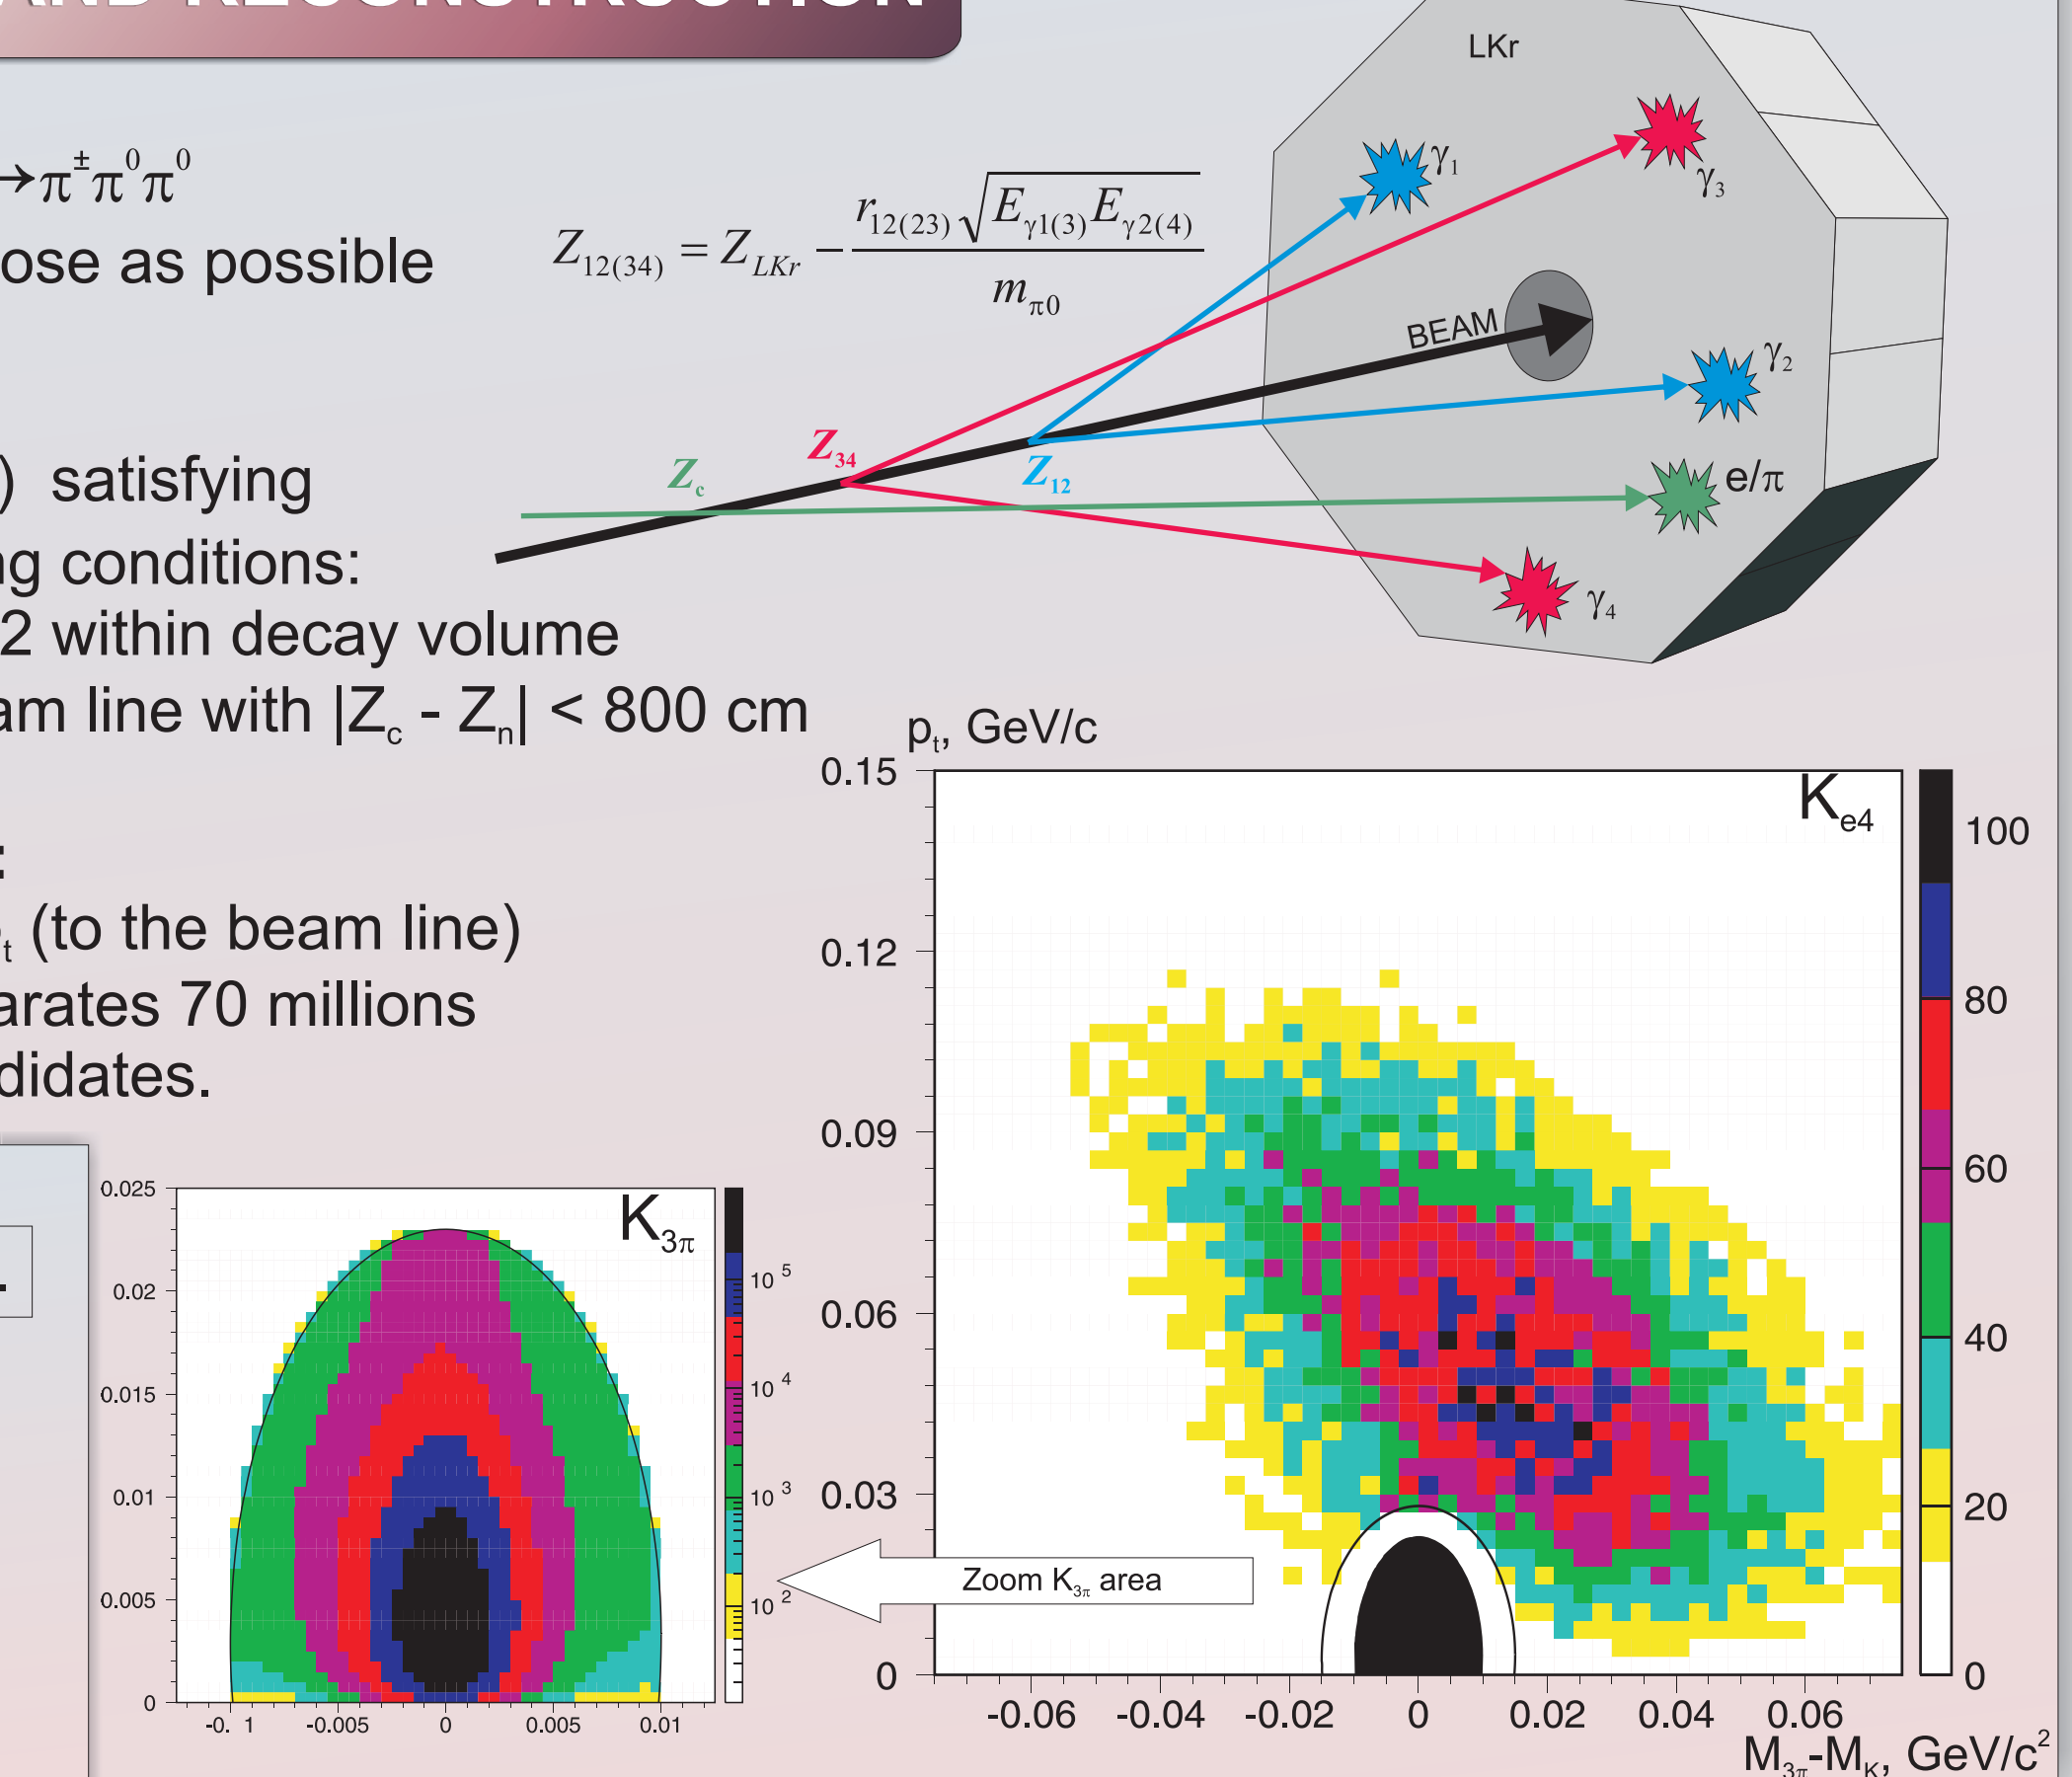 AND RECONSTRUCTION
→π±π0π0
ose as possible
Z12(34) = ZLKr − r12(23)√Eγ1(3)Eγ2(4) / mπ0
LKr
γ1
γ3
BEAM
γ2
Z34
Zc
Z12
e/π
γ4
) satisfying
ng conditions:
2 within decay volume
am line with |Zc - Zn| < 800 cm
:
t (to the beam line)
arates 70 millions
didates.
.
pt, GeV/c
Ke4
0.15
0.12
0.09
0.06
0.03
0
-0.06 -0.04 -0.02 0 0.02 0.04 0.06
M3π-MK, GeV/c2
100
80
60
40
20
0
Zoom K3π area
K3π
0.025
0.02
0.015
0.01
0.005
0
-0. 1 -0.005 0 0.005 0.01
10 5
10 4
10 3
10 2